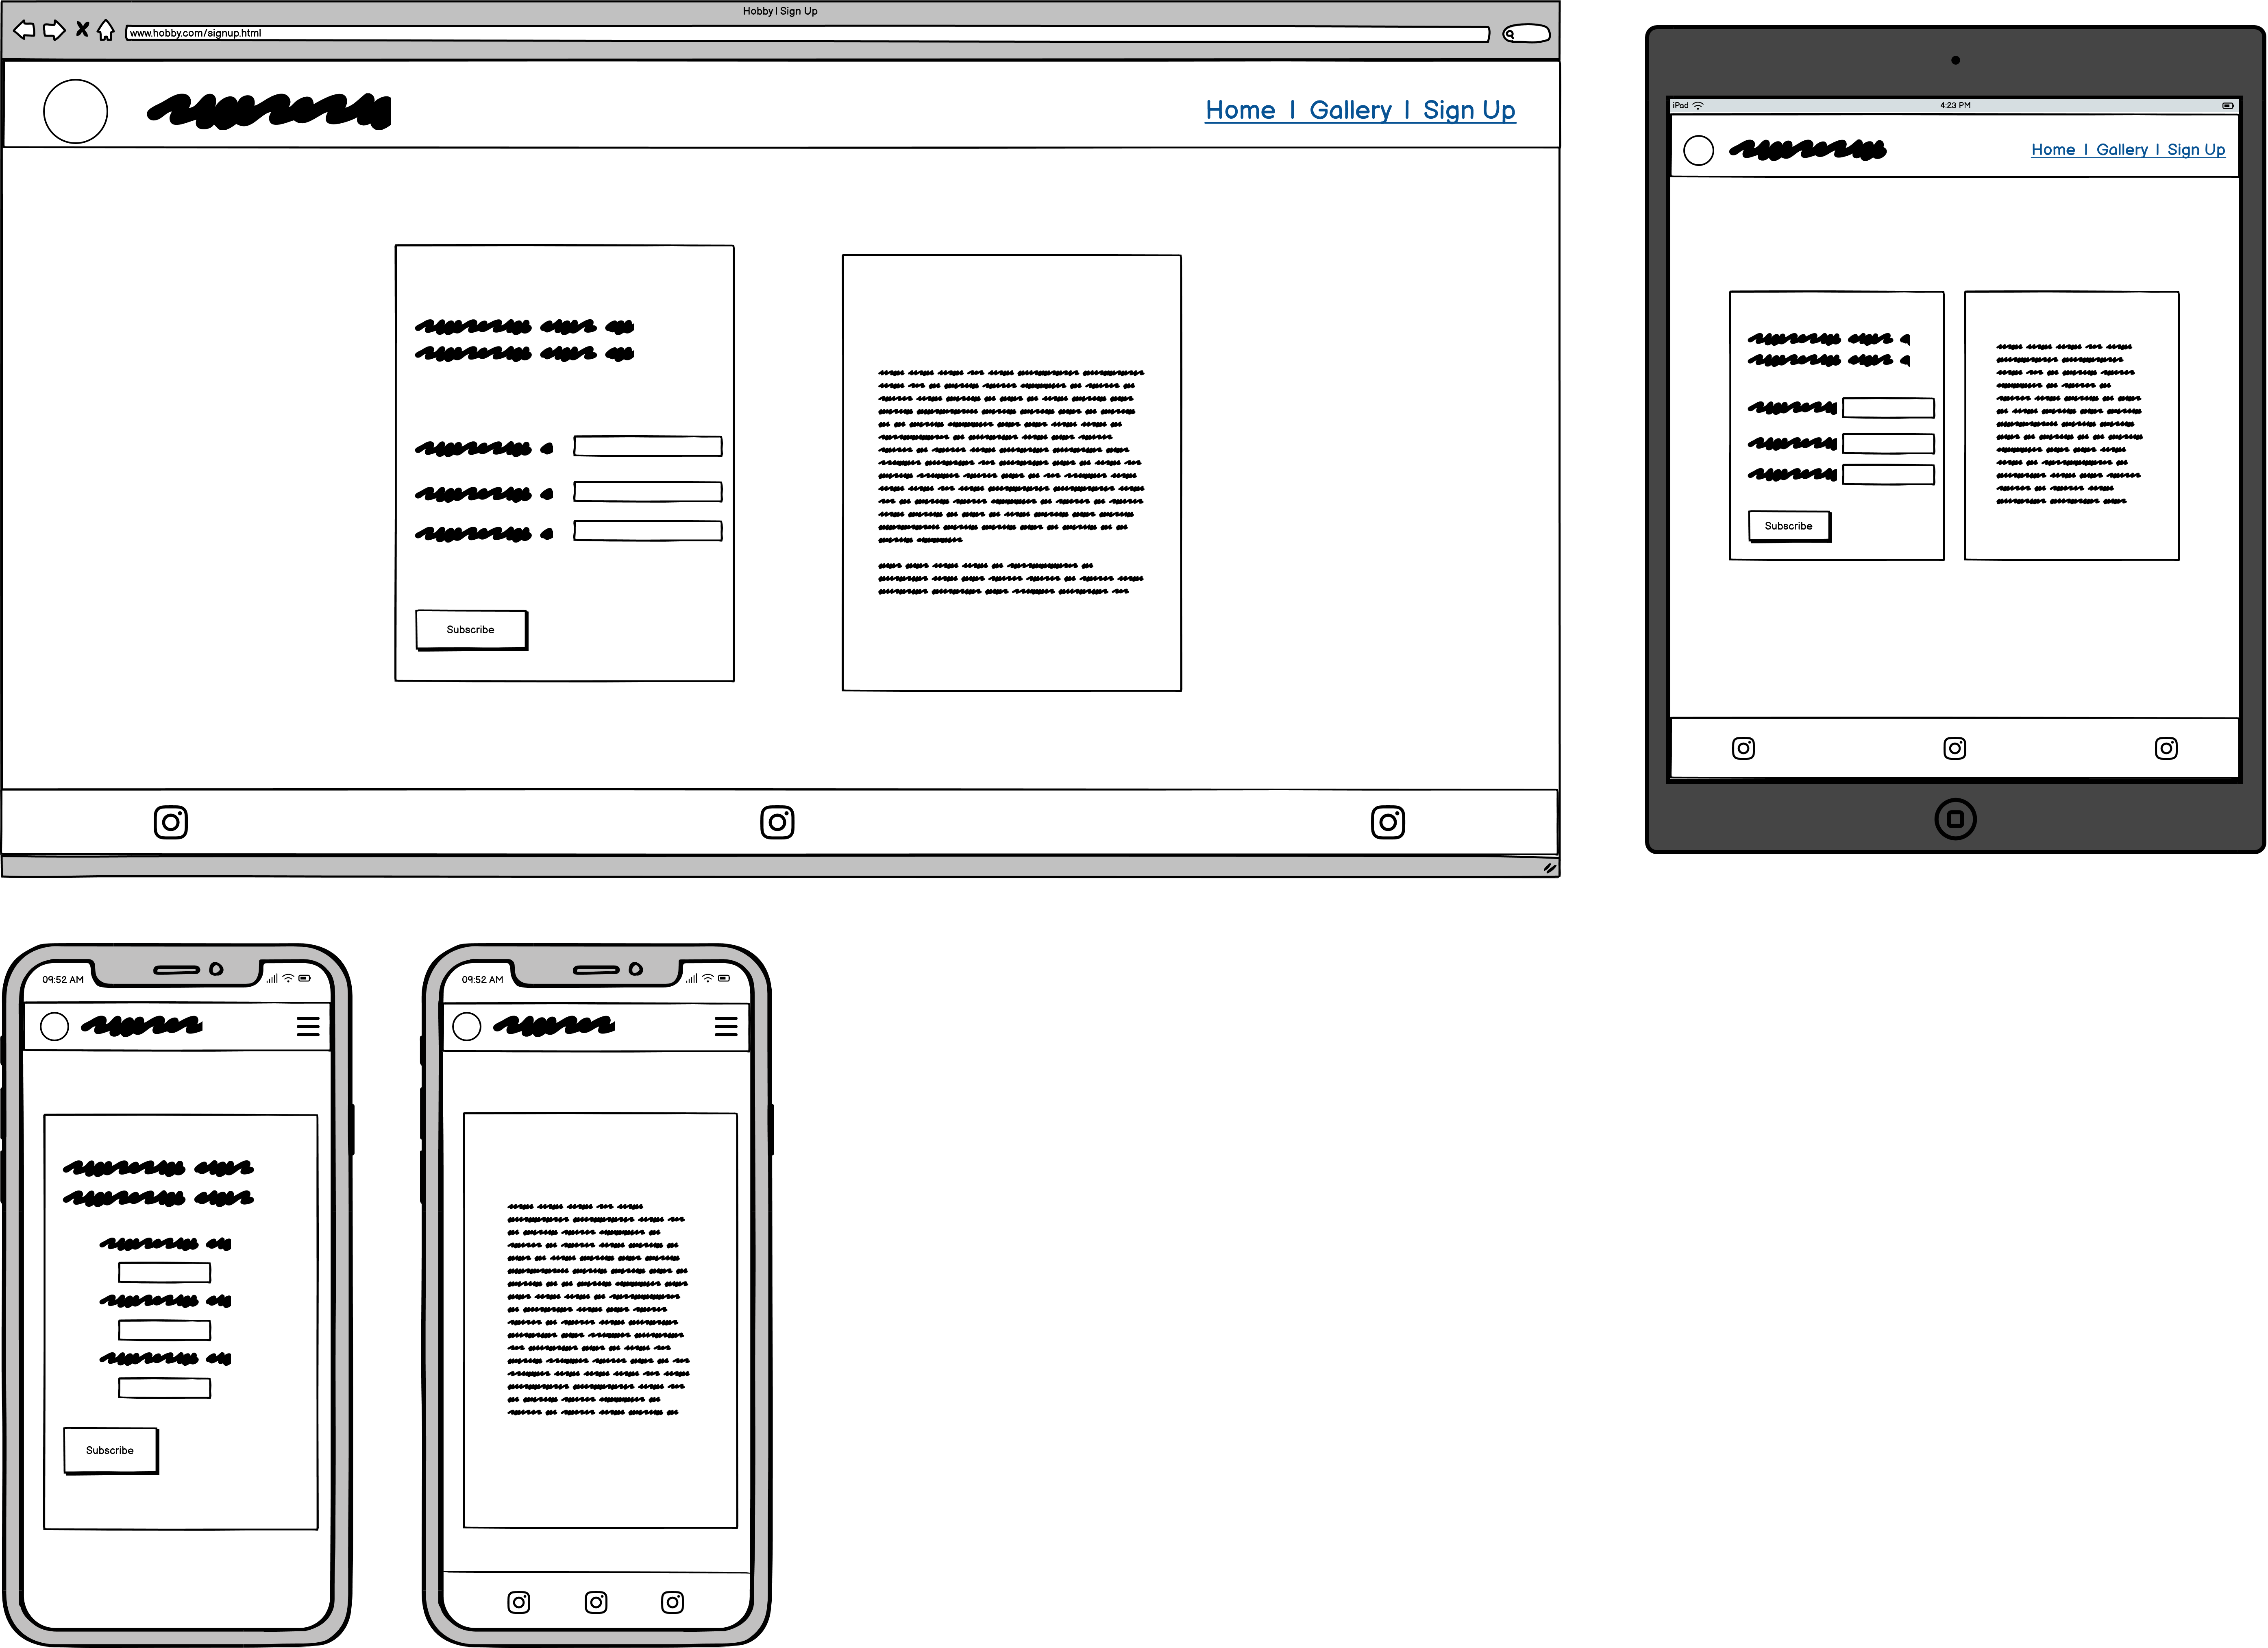 Hobby | Sign Up
www.hobby.com/signup.html
Home | Gallery | Sign Up
Subscribe
iPad
4:23 PM
Home | Gallery | Sign Up
Subscribe
09:52 AM
Subscribe
09:52 AM